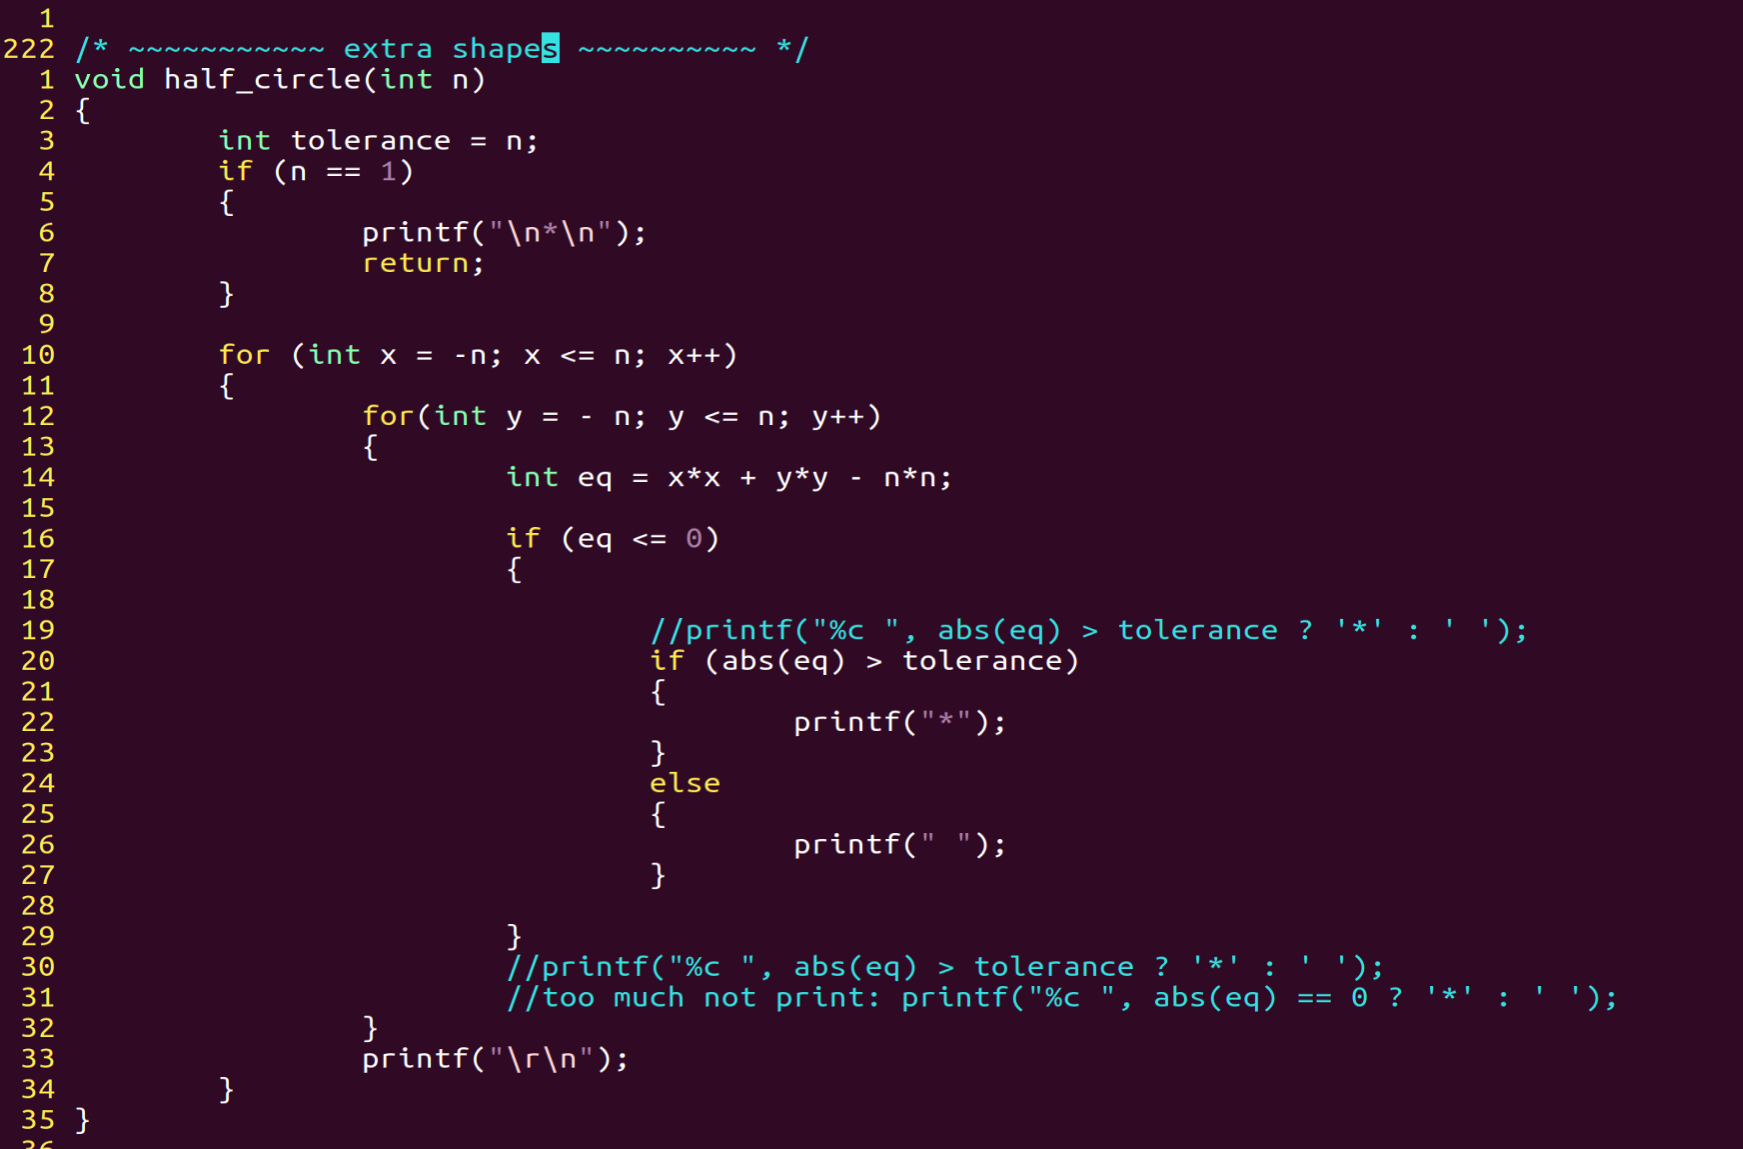 1
222 /* ~~~~~~~~~~~ extra shapes ~~~~~~~~~~ */
1 void half_circle(int n)
2 {
3         int tolerance = n;
4         if (n == 1)
5         {
6                 printf("\n*\n");
7                 return;
8         }
9
10         for (int x = -n; x <= n; x++)
11         {
12                 for(int y = - n; y <= n; y++)
13                 {
14                         int eq = x*x + y*y - n*n;
15
16                         if (eq <= 0)
17                         {
18
19                                 //printf("%c ", abs(eq) > tolerance ? '*' : ' ');
20                                 if (abs(eq) > tolerance)
21                                 {
22                                         printf("*");
23                                 }
24                                 else
25                                 {
26                                         printf(" ");
27                                 }
28
29                         }
30                         //printf("%c ", abs(eq) > tolerance ? '*' : ' ');
31                         //too much not print: printf("%c ", abs(eq) == 0 ? '*' : ' ');
32                 }
33                 printf("\r\n");
34         }
35 }
36